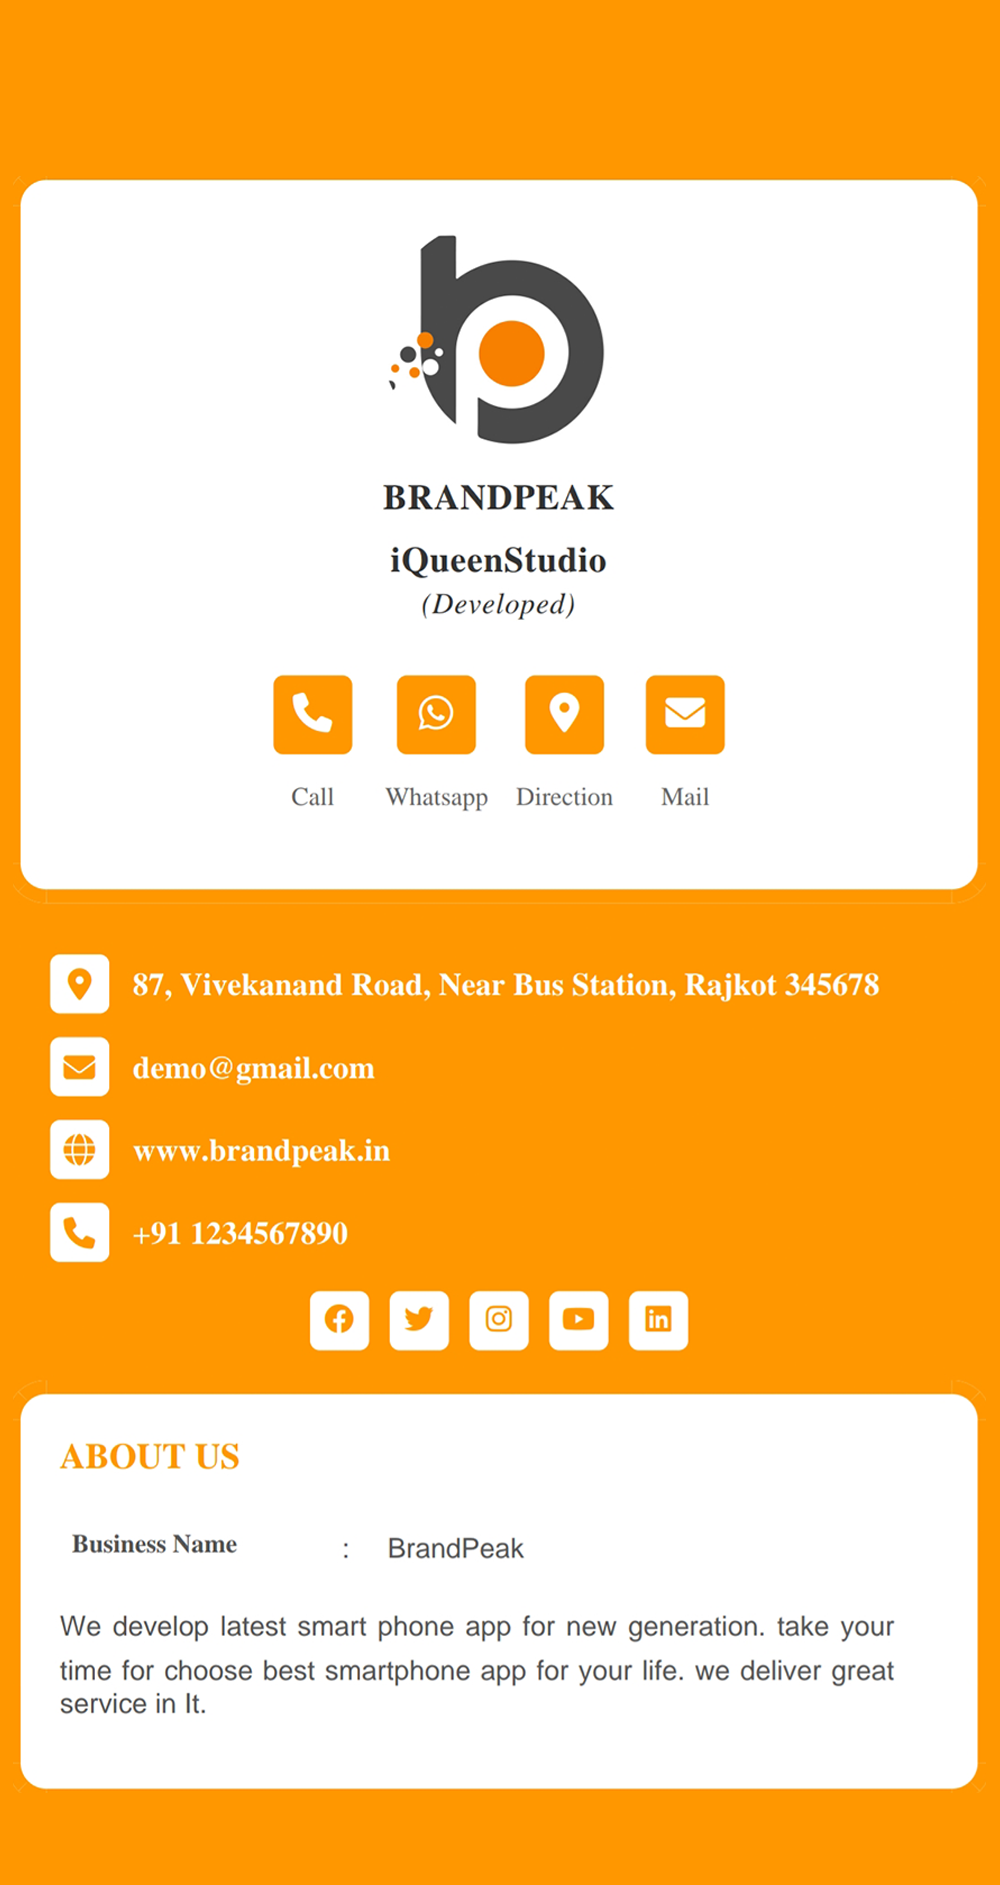 BRANDPEAK
iQueenStudio
(Developed)
Call Whatsapp Direction Mail
87, Vivekanand Road, Near Bus Station, Rajkot 345678
demo@gmail.com
www.brandpeak.in
+91 1234567890
ABOUT US
Business Name : BrandPeak
We develop latest smart phone app for new generation. take your
time for choose best smartphone app for your life. we deliver great
service in It.